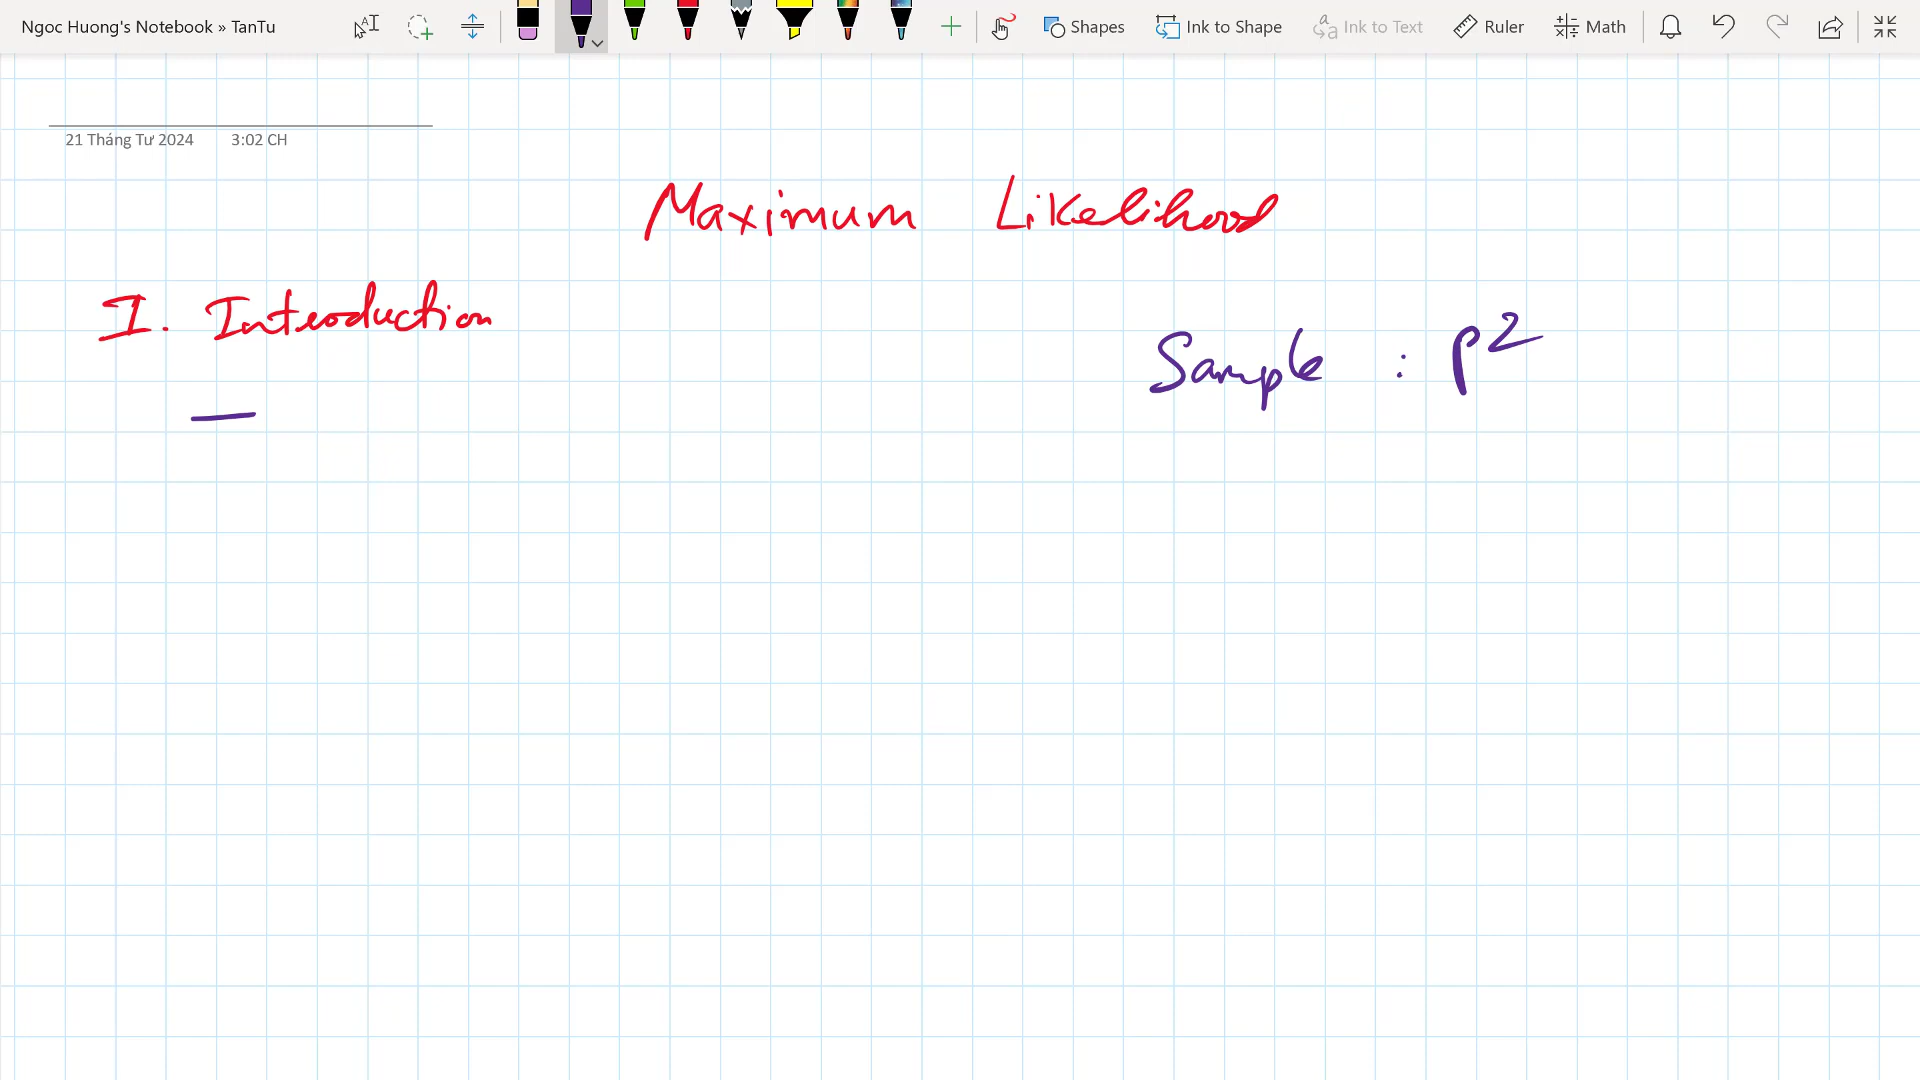 Ngoc Huong's Notebook » TanTu
Shapes
Ink to Shape
Ink to Text
Ruler
Math
21 Tháng Tư 2024 3:02 CH
Maximum Likelihood
I. Introduction
Sample : p²